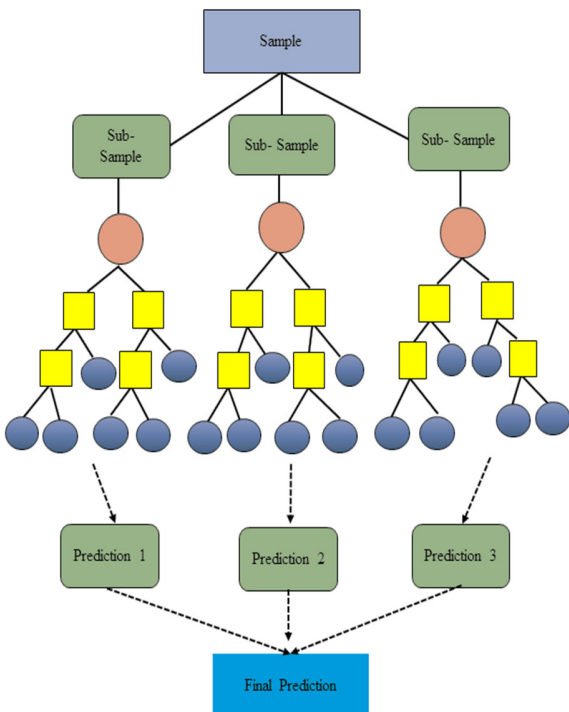 Sample
Sub-
Sample
Sub- Sample
Sub- Sample
Prediction 1
Prediction 2
Prediction 3
Final Prediction